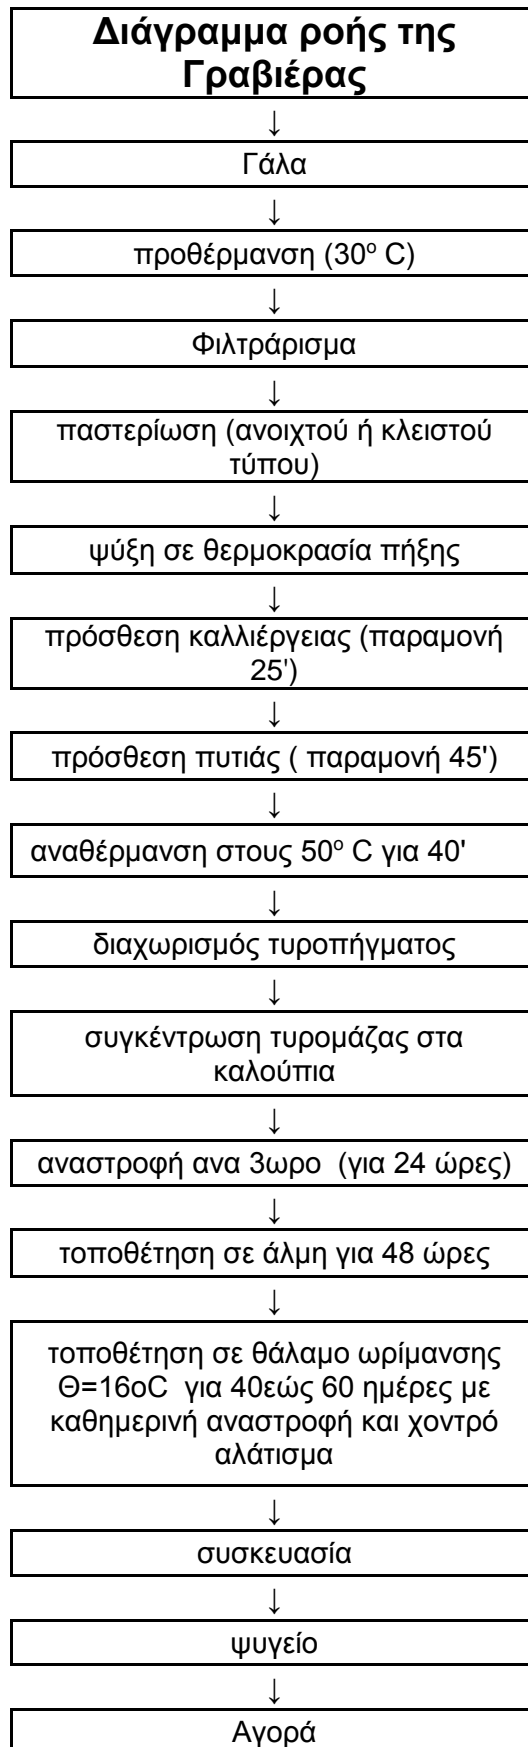 Διάγραμμα ροής της
Γραβιέρας
↓
Γάλα
↓
προθέρμανση (30º C)
↓
Φιλτράρισμα
↓
παστερίωση (ανοιχτού ή κλειστού
τύπου)
↓
ψύξη σε θερμοκρασία πήξης
↓
πρόσθεση καλλιέργειας (παραμονή
25')
↓
πρόσθεση πυτιάς ( παραμονή 45')
↓
αναθέρμανση στους 50º C για 40'
↓
διαχωρισμός τυροπήγματος
↓
συγκέντρωση τυρομάζας στα
καλούπια
↓
αναστροφή ανα 3ωρο (για 24 ώρες)
↓
τοποθέτηση σε άλμη για 48 ώρες
↓
τοποθέτηση σε θάλαμο ωρίμανσης
Θ=16οC για 40εώς 60 ημέρες με
καθημερινή αναστροφή και χοντρό
αλάτισμα
↓
συσκευασία
↓
ψυγείο
↓
Αγορά